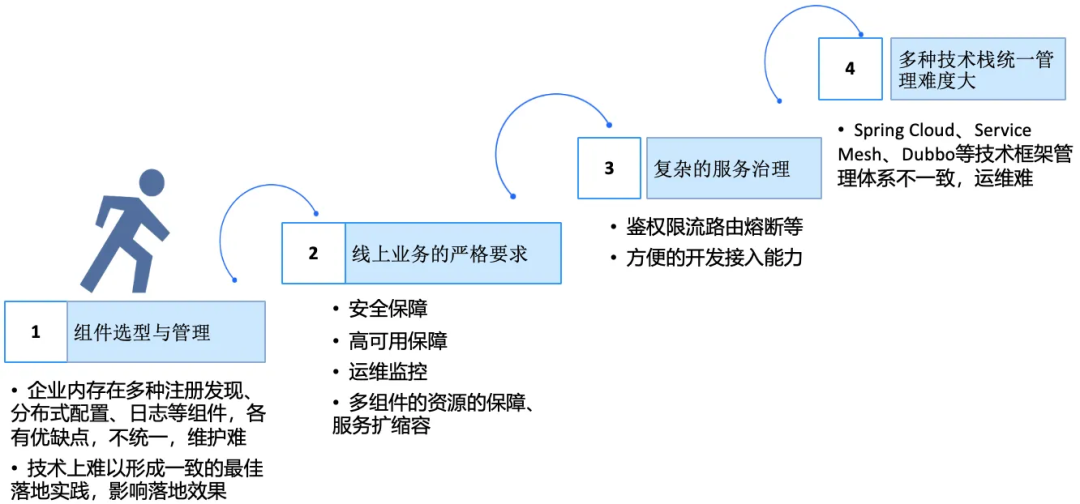 1
组件选型与管理
• 企业内存在多种注册发现、
分布式配置、日志等组件，各
有优缺点，不统一，维护难
• 技术上难以形成一致的最佳
落地实践，影响落地效果
2
线上业务的严格要求
• 安全保障
• 高可用保障
• 运维监控
• 多组件的资源的保障、
服务扩缩容
3
复杂的服务治理
• 鉴权限流路由熔断等
• 方便的开发接入能力
4
多种技术栈统一管
理难度大
• Spring Cloud、Service
Mesh、Dubbo等技术框架管
理体系不一致，运维难